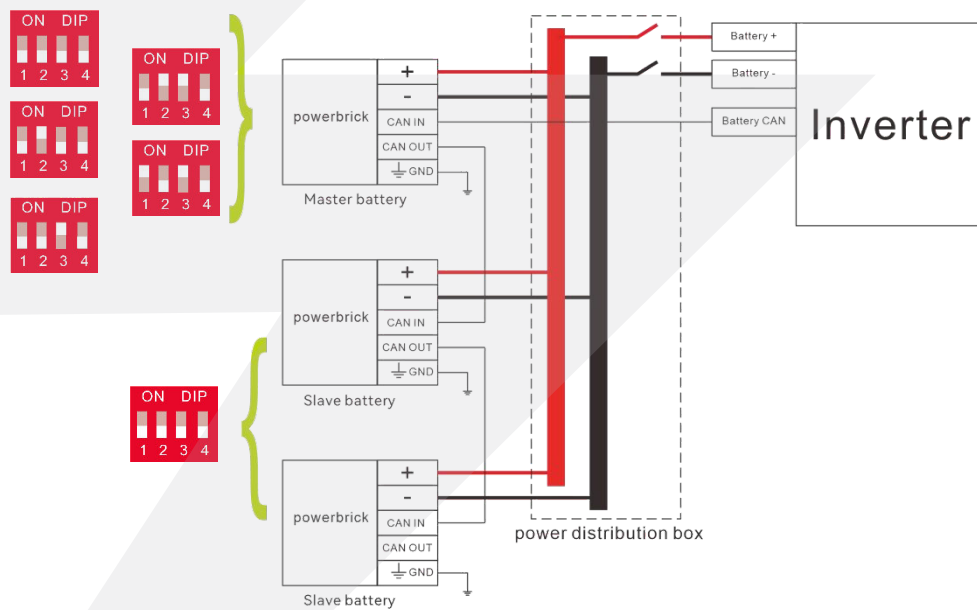 ON DIP
1 2 3 4
ON DIP
1 2 3 4
ON DIP
1 2 3 4
ON DIP
1 2 3 4
ON DIP
1 2 3 4
powerbrick
+
-
CAN IN
CAN OUT
GND
Master battery
powerbrick
+
-
CAN IN
CAN OUT
GND
Slave battery
ON DIP
1 2 3 4
powerbrick
+
-
CAN IN
CAN OUT
GND
Slave battery
power distribution box
Battery +
Battery -
Battery CAN
Inverter